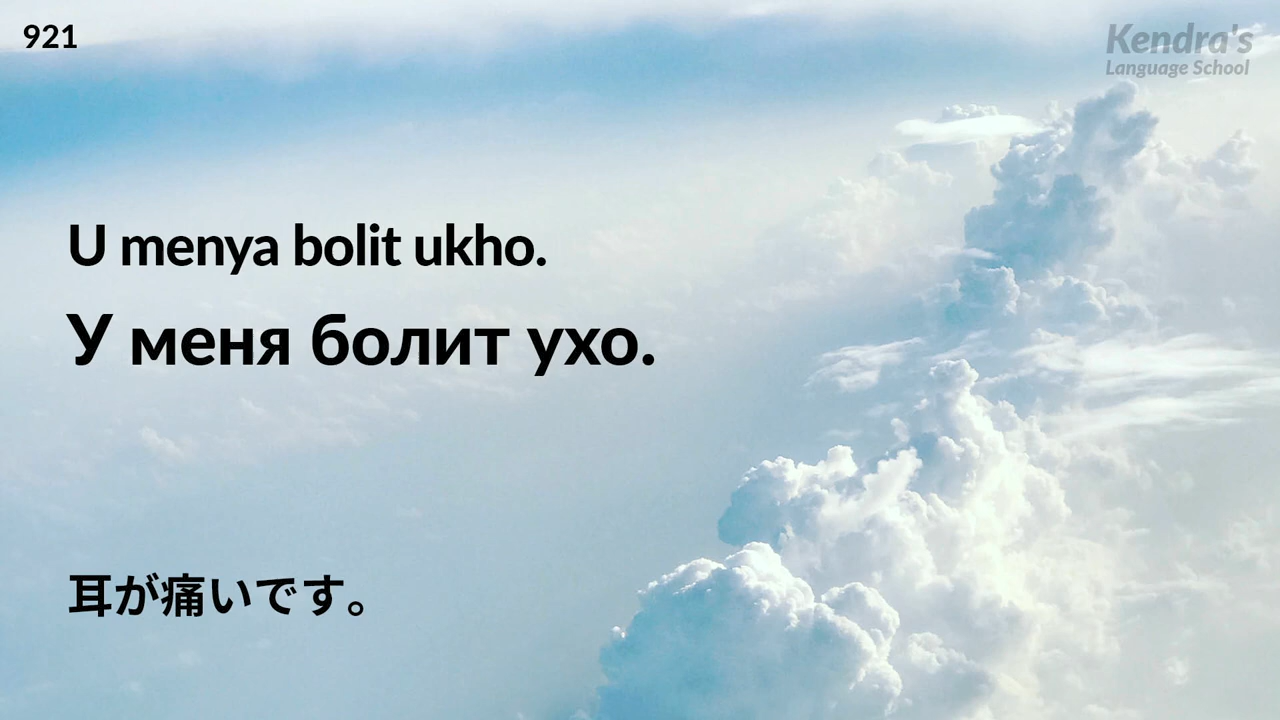 921
Kendra's
Language School
U menya bolit ukho.
У меня болит ухо.
耳が痛いです。